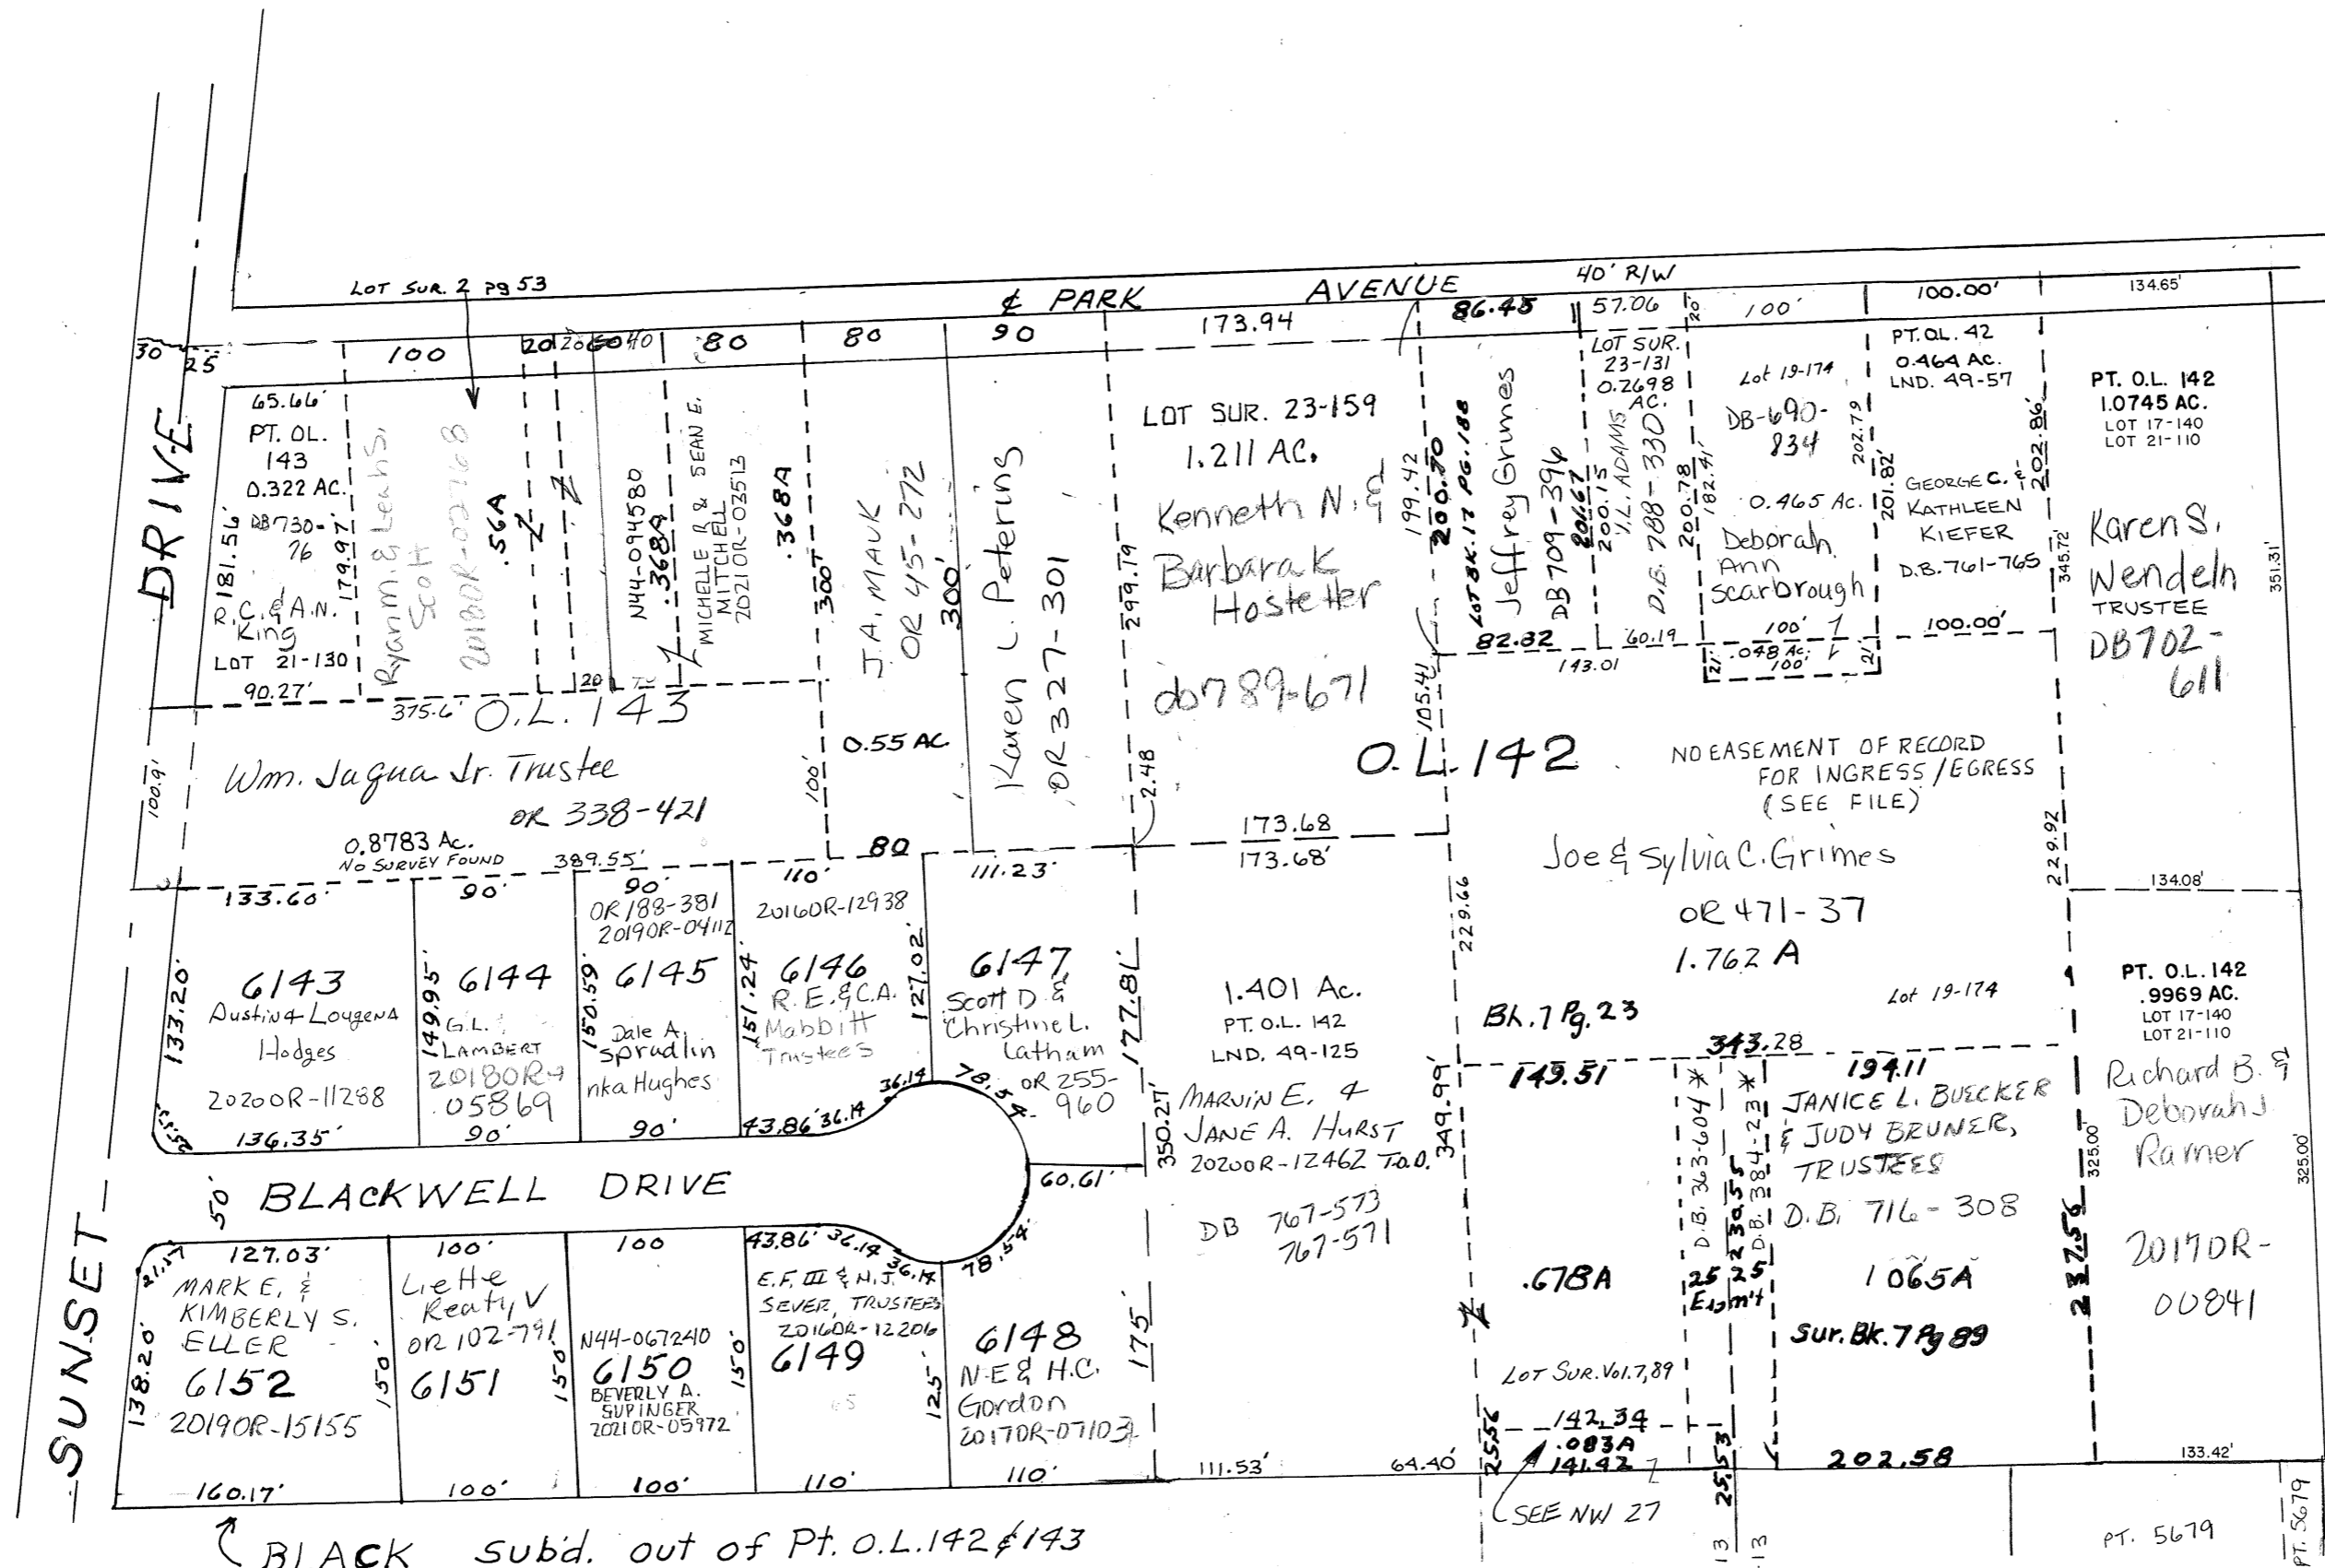 LOT SUR. 2 pg 53
℄ PARK AVENUE
40' R/W
SUNSET DRIVE
30
25
100
20
60
40
80
80
90
173.94
86.45
57.06
20'
100'
100.00'
134.65'
65.66'
PT. OL.
143
0.322 AC.
DB 730-
76
R.C. & A.N.
King
LOT 21-130
90.27'
181.56'
179.97'
Ryan M. & Leah S.
Scott
2018OR-02768
.56A
N44-094580
.368A
MICHELLE R & SEAN E.
MITCHELL
2021OR-03513
.368A
300'
J.A. MAUK
OR 45-272
300'
0.55 AC.
Karen L. Petering
OR 327-301
299.79
LOT SUR. 23-159
1.211 AC.
Kenneth N. &
Barbara K
Hostetter
db789-671
199.42
200.70
LOT BK. 17 PG. 188
Jeffrey Grimes
DB 709-396
201.67
200.15
LOT SUR.
23-131
0.2698
AC.
J.L. ADAMS
D.B. 788-330
200.78
182.41'
Lot 19-174
DB-690-
834
0.465 Ac.
Deborah
Ann
Scarbrough
202.79
201.82'
PT. OL. 42
0.464 AC.
LND. 49-57
GEORGE C. &
KATHLEEN
KIEFER
D.B. 761-765
202.86'
345.72'
PT. O.L. 142
1.0745 AC.
LOT 17-140
LOT 21-110
Karen S.
Wendeln
TRUSTEE
DB702-
611
351.31'
82.82
60.19
143.01
100'
.048 Ac.
100'
21'
21'
100.00'
20
375.6'
O.L. 143
Wm. Jaqua Jr. Trustee
OR 338-421
0.8783 Ac.
NO SURVEY FOUND
389.55'
100.91'
100'
80
2.48
105.41
173.68
173.68'
O.L. 142
NO EASEMENT OF RECORD
FOR INGRESS/EGRESS
(SEE FILE)
Joe & Sylvia C. Grimes
OR 471-37
1.762 A
Lot 19-174
Bk. 7 Pg. 23
229.66
229.92
134.08'
133.60'
90'
90'
110'
111.23'
OR 188-381
2019OR-04112
2016OR-12938
6143
Dustin & Lougena
Hodges
2020OR-11288
133.20'
136.35'
149.95'
6144
G.L.
LAMBERT
2018OR-
05869
90'
150.59'
6145
Dale A.
Spradlin
nka Hughes
90'
151.24'
6146
R.E. & C.A.
Mabbitt
Trustees
43.86'
36.14
36.14
127.02'
6147
Scott D. &
Christine L.
Latham
OR 255-
960
78.54
177.81'
60.61'
1.401 Ac.
PT. O.L. 142
LND. 49-125
MARVIN E. &
JANE A. HURST
2020OR-12462 T.O.D.
DB 767-573
767-571
350.27'
349.99'
343.28
149.51
194.11
D.B. 363-604 *
D.B. 384-23 *
230.55
JANICE L. BUECKER
& JUDY BRUNER,
TRUSTEES
D.B. 716-308
1.065A
Sur. Bk. 7 Pg 89
.678A
25 25
Esm't
237.56
PT. O.L. 142
.9969 AC.
LOT 17-140
LOT 21-110
Richard B. &
Deborah J.
Ramer
2017OR-
00841
325.00'
325.00'
50'
BLACKWELL DRIVE
127.03'
100'
100
43.86'
36.14
36.14
78.54
138.20'
MARK E. &
KIMBERLY S.
ELLER
6152
2019OR-15155
160.17'
150'
OR 102-791
6151
100'
150'
N44-067240
6150
BEVERLY A.
SUPINGER
2021OR-05972
100'
150'
E.F. III & N.J.
SEVER, TRUSTEES
2016OR-12206
6149
110'
125'
6148
N.E & H.C.
Gordon
2017OR-07103
110'
175'
111.53'
64.40'
LOT SUR. Vol. 7, 89
25.56
142.34
.083A
141.42
25.53
202.58
133.42'
SEE NW 27
13
13
PT. 5679
PT. 5679
BLACK Subd. out of Pt. O.L. 142 & 143